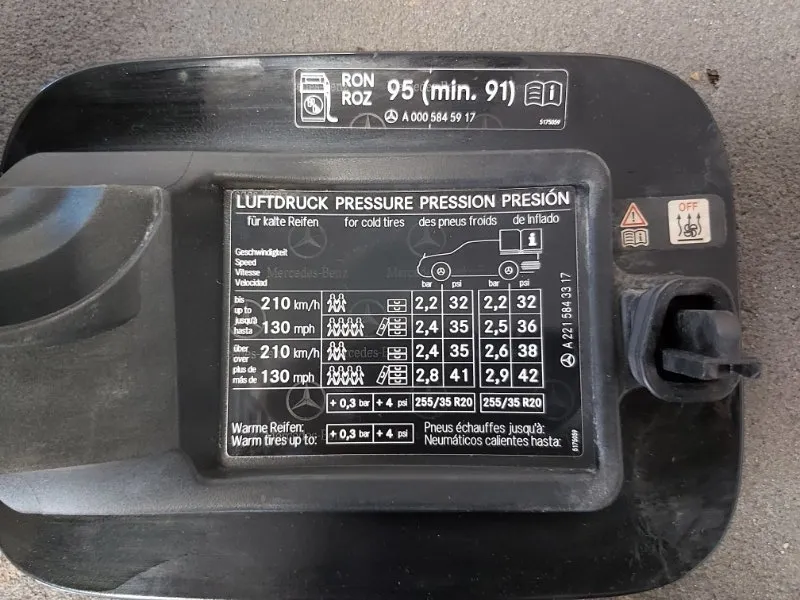 RON 95 (min. 91)
ROZ
A 000 584 59 17
5175059
OFF
LUFTDRUCK PRESSURE PRESSION PRESIÓN
für kalte Reifen for cold tires des pneus froids de inflado
Geschwindigkeit
Speed
Vitesse
Velocidad
Mercedes-Benz
bar psi bar psi
bis
up to
jusqu'à
hasta
210 km/h 2,2 32 2,2 32
130 mph 2,4 35 2,5 36
über
over
plus de
más de
210 km/h 2,4 35 2,6 38
130 mph 2,8 41 2,9 42
+ 0,3 bar + 4 psi 255/35 R20 255/35 R20
Warme Reifen: Pneus échauffes jusqu'à:
Warm tires up to: + 0,3 bar + 4 psi Neumáticos calientes hasta:
A 221 584 33 17